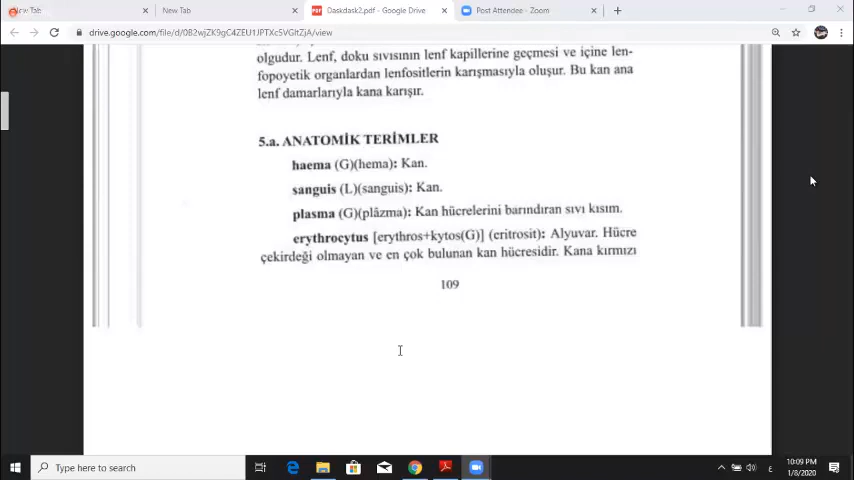 New Tab
New Tab
Daskdask2.pdf - Google Drive
Post Attendee - Zoom
drive.google.com/file/d/0B2wjZK9gC4ZEU1JPTXc5VGltZjA/view
olgudur. Lenf, doku sıvısının lenf kapillerine geçmesi ve içine len-
fopoyetik organlardan lenfositlerin karışmasıyla oluşur. Bu kan ana
lenf damarlarıyla kana karışır.
5.a. ANATOMİK TERİMLER
haema (G)(hema): Kan.
sanguis (L)(sanguis): Kan.
plasma (G)(plâzma): Kan hücrelerini barındıran sıvı kısım.
erythrocytus [erythros+kytos(G)] (eritrosit): Alyuvar. Hücre
çekirdeği olmayan ve en çok bulunan kan hücresidir. Kana kırmızı
109
Type here to search
ع
10:09 PM
1/8/2020